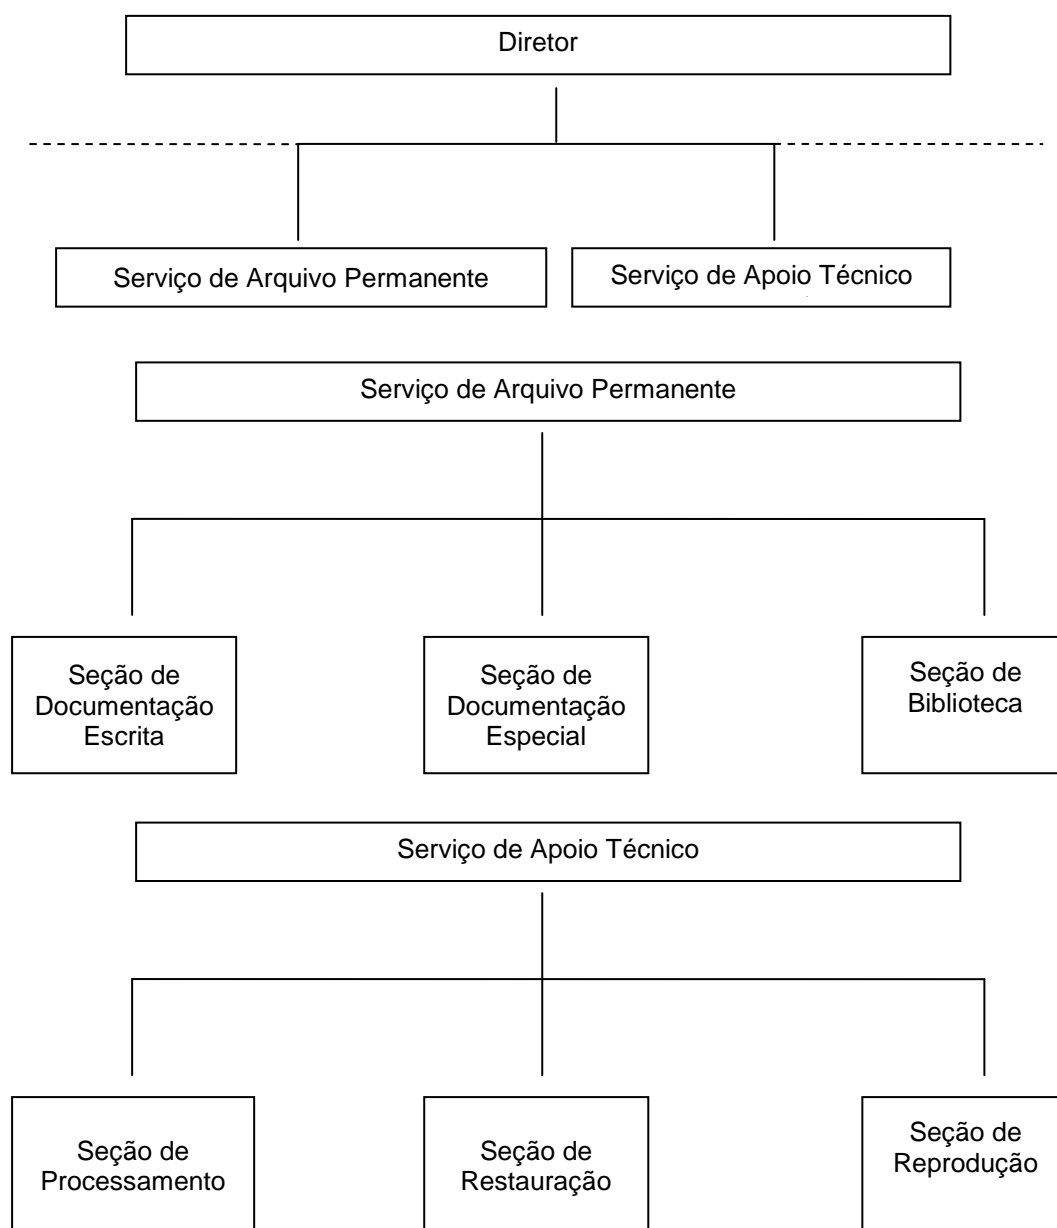 Diretor
Serviço de Arquivo Permanente
Serviço de Apoio Técnico
Serviço de Arquivo Permanente
Seção de
Documentação
Escrita
Seção de
Documentação
Especial
Seção de
Biblioteca
Serviço de Apoio Técnico
Seção de
Processamento
Seção de
Restauração
Seção de
Reprodução